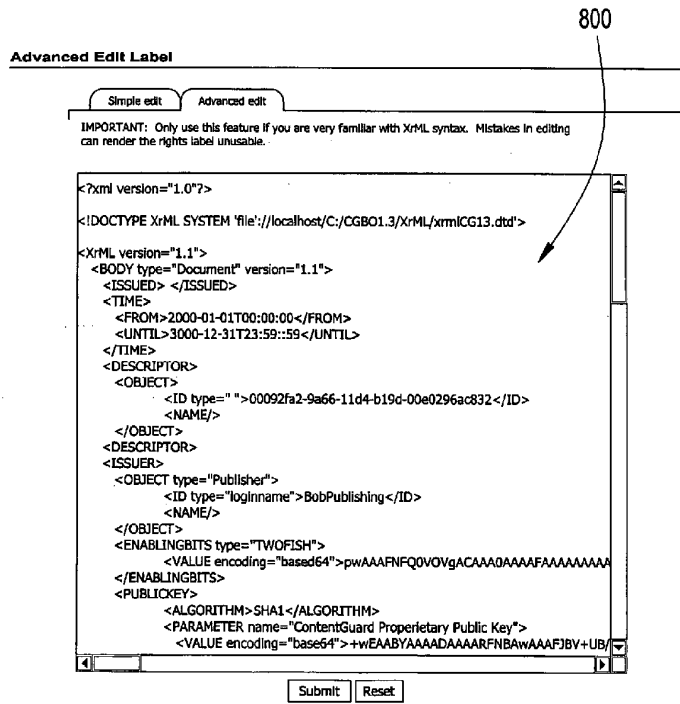 800
Advanced Edit Label
Simple edit Advanced edit
IMPORTANT: Only use this feature if you are very familiar with XrML syntax. Mistakes in editing
can render the rights label unusable.
<?xml version="1.0"?>
<!DOCTYPE XrML SYSTEM 'file'://localhost/C:/CGBO1.3/XrML/xrmlCG13.dtd'>
<XrML version="1.1">
<BODY type="Document" version="1.1">
<ISSUED> </ISSUED>
<TIME>
<FROM>2000-01-01T00:00:00</FROM>
<UNTIL>3000-12-31T23:59::59</UNTIL>
</TIME>
<DESCRIPTOR>
<OBJECT>
<ID type=" ">00092fa2-9a66-11d4-b19d-00e0296ac832</ID>
<NAME/>
</OBJECT>
<DESCRIPTOR>
<ISSUER>
<OBJECT type="Publisher">
<ID type="loginname">BobPublishing</ID>
<NAME/>
</OBJECT>
<ENABLINGBITS type="TWOFISH">
<VALUE encoding="based64">pwAAAFNFQ0VOVgACAAA0AAAAFAAAAAAAAA
</ENABLINGBITS>
<PUBLICKEY>
<ALGORITHM>SHA1</ALGORITHM>
<PARAMETER name="ContentGuard Properietary Public Key">
<VALUE encoding="base64">+wEAABYAAAADAAAARFNBAwAAAFJBV+UB/
Submit Reset